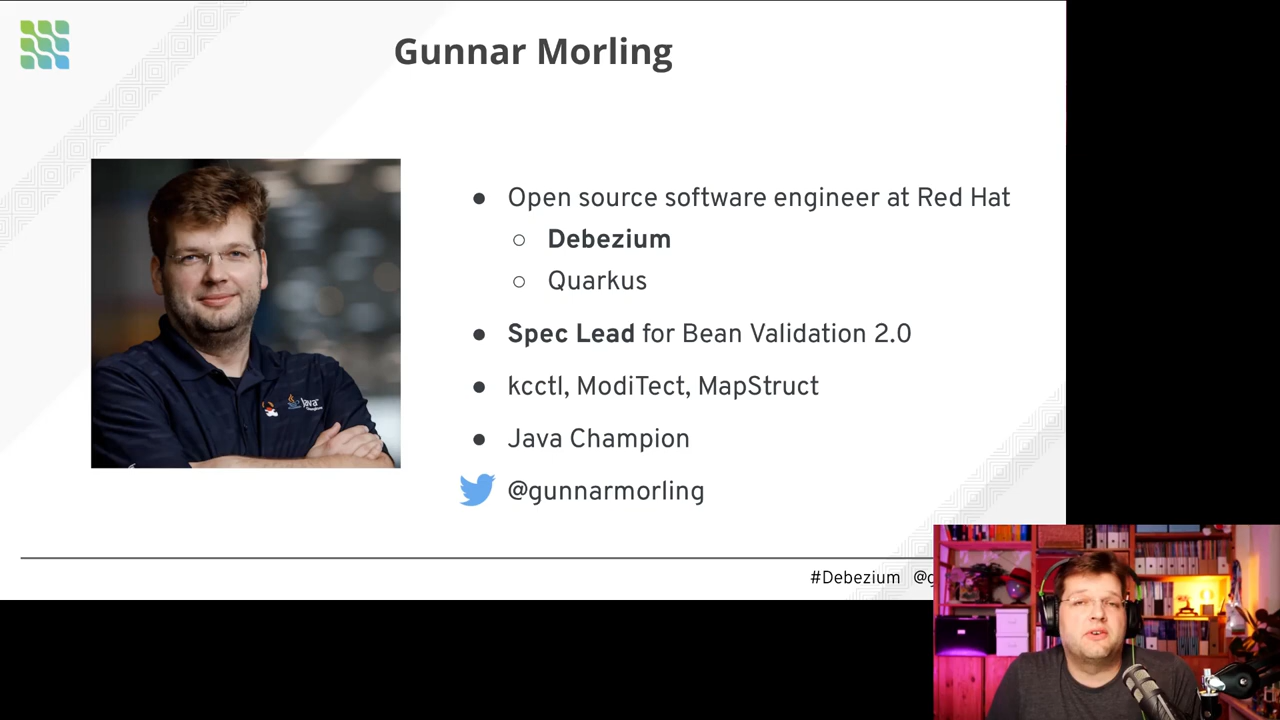 Gunnar Morling
● Open source software engineer at Red Hat
○ Debezium
○ Quarkus
● Spec Lead for Bean Validation 2.0
● kcctl, ModiTect, MapStruct
● Java Champion
@gunnarmorling
#Debezium @g
Java